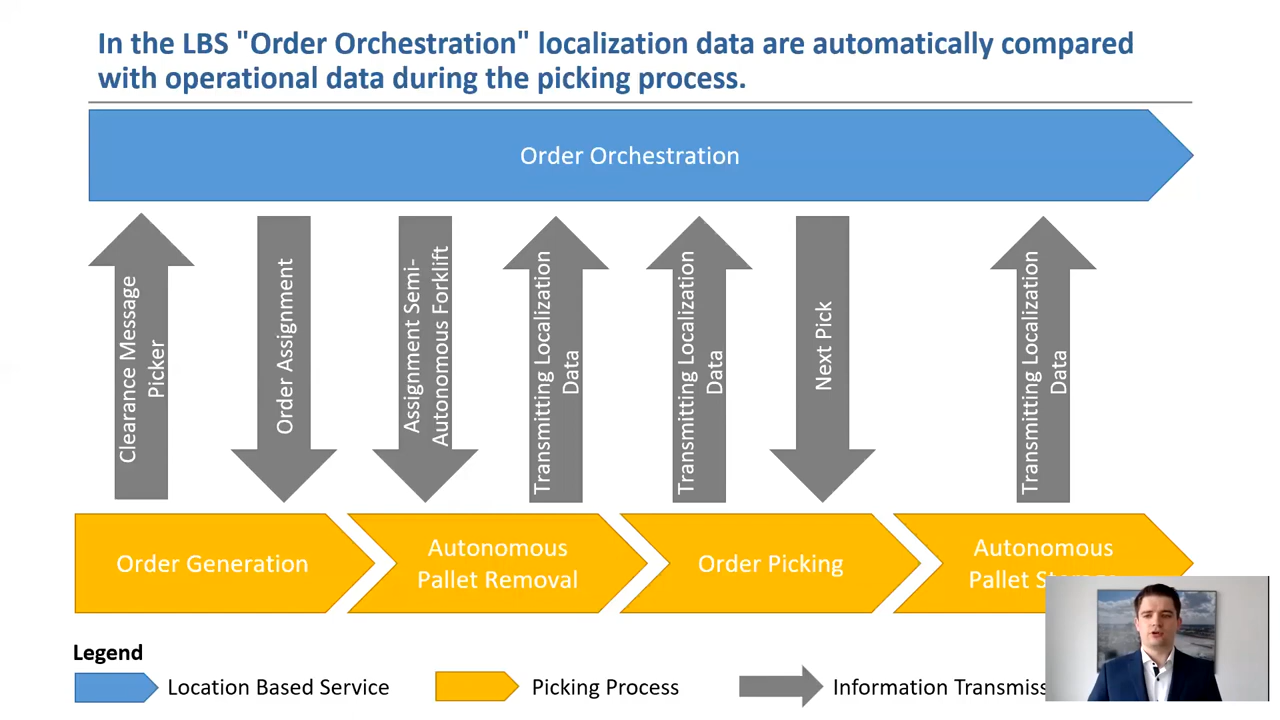 In the LBS "Order Orchestration" localization data are automatically compared
with operational data during the picking process.
Order Orchestration
Clearance Message
Picker
Order Assignment
Assignment Semi-
Autonomous Forklift
Transmitting Localization
Data
Transmitting Localization
Data
Next Pick
Transmitting Localization
Data
Order Generation
Autonomous
Pallet Removal
Order Picking
Autonomous
Pallet
Legend
Location Based Service
Picking Process
Information